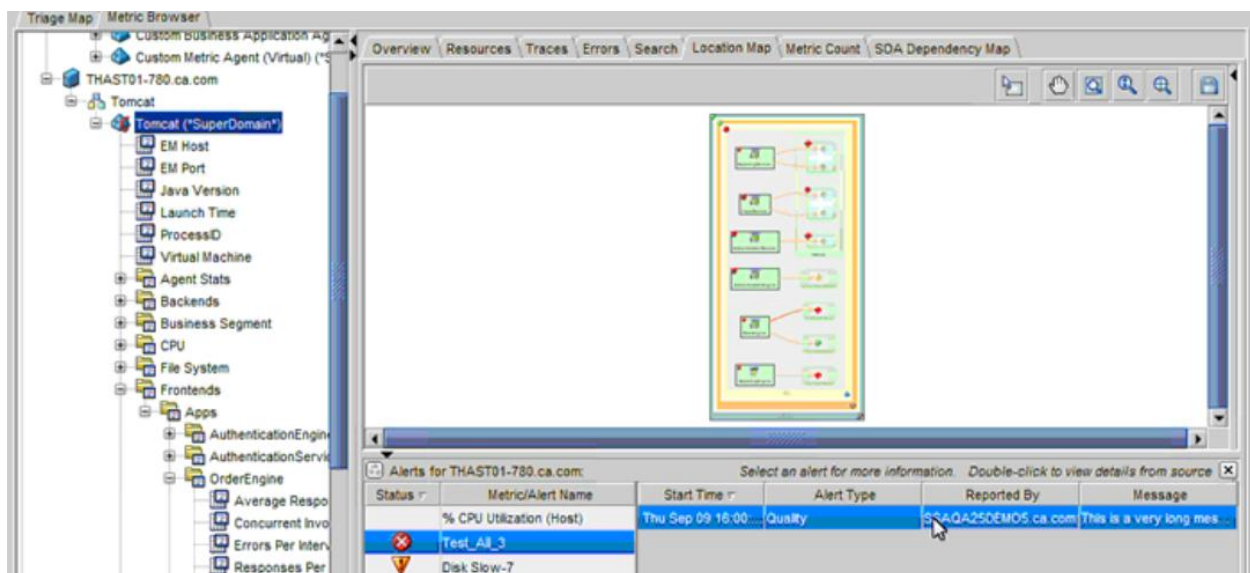 Triage Map Metric Browser
Custom Business Application Ag
Custom Metric Agent (Virtual) (*S
THAST01-780.ca.com
Tomcat
Tomcat (*SuperDomain*)
EM Host
EM Port
Java Version
Launch Time
ProcessID
Virtual Machine
Agent Stats
Backends
Business Segment
CPU
File System
Frontends
Apps
AuthenticationEngin
AuthenticationServic
OrderEngine
Average Respo
Concurrent Invo
Errors Per Interv
Responses Per
Overview Resources Traces Errors Search Location Map Metric Count SOA Dependency Map
Alerts for THAST01-780.ca.com: Select an alert for more information. Double-click to view details from source
Status Metric/Alert Name Start Time Alert Type Reported By Message
% CPU Utilization (Host) Thu Sep 09 16:00:... Quality SSAQA25DEMO5.ca.com This is a very long mes...
Test_All_3
Disk Slow-7